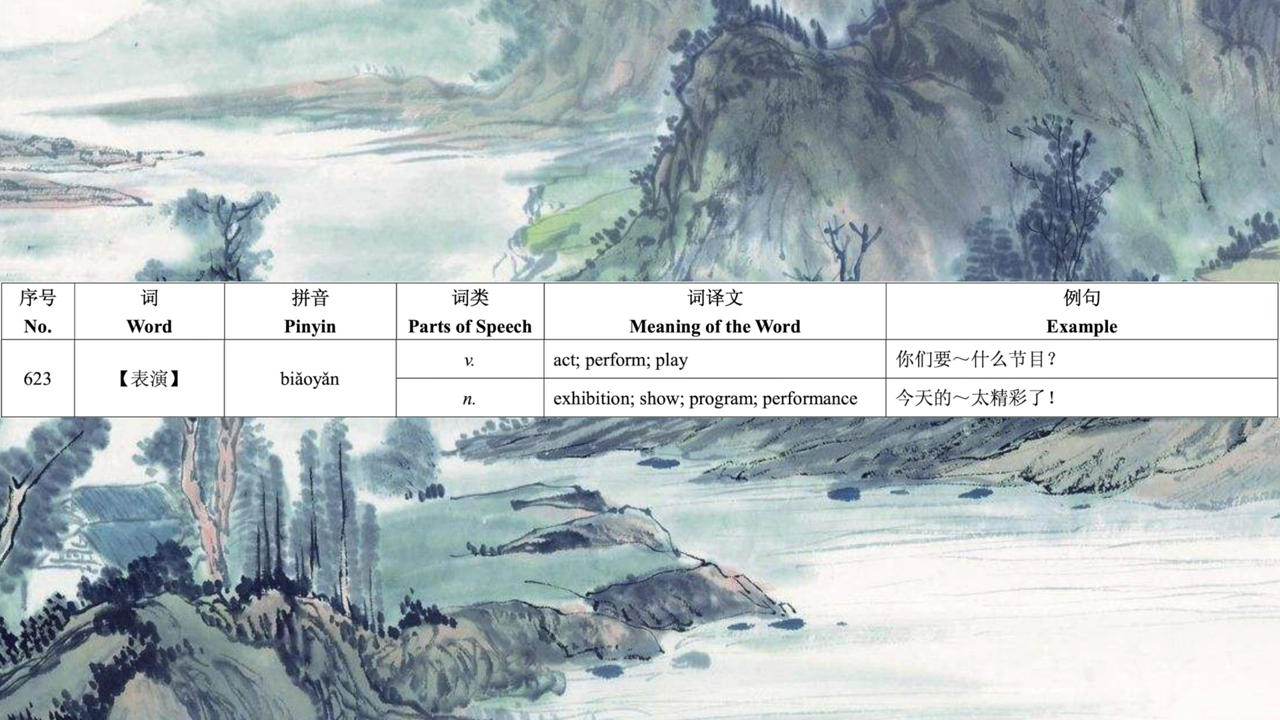 序号 词 拼音 词类 词译文 例句
No. Word Pinyin Parts of Speech Meaning of the Word Example
623 【表演】 biǎoyǎn v. act; perform; play 你们要～什么节目？
n. exhibition; show; program; performance 今天的～太精彩了！